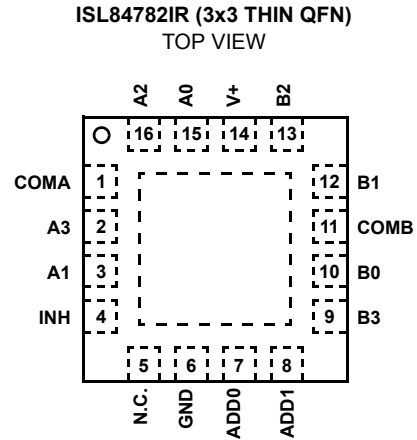 ISL84782IR (3x3 THIN QFN)
TOP VIEW
A2 A0 V+ B2
16 15 14 13
COMA 1 12 B1
A3 2 11 COMB
A1 3 10 B0
INH 4 9 B3
5 6 7 8
N.C. GND ADD0 ADD1